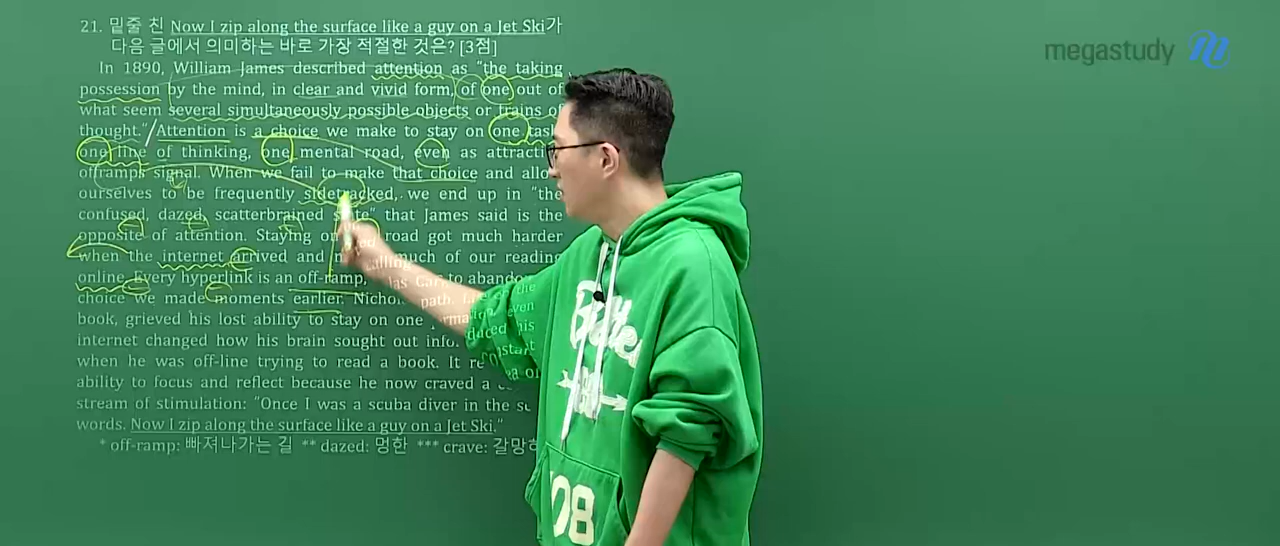 21. 밑줄 친 Now I zip along the surface like a guy on a Jet Ski가
다음 글에서 의미하는 바로 가장 적절한 것은? [3점]
In 1890, William James described attention as “the taking
possession by the mind, in clear and vivid form, of one out of
what seem several simultaneously possible objects or trains of
thought.” Attention is a choice we make to stay on one task,
one line of thinking, one mental road, even as attracti
offramps signal. When we fail to make that choice and allo
ourselves to be frequently sidetracked, we end up in “the
confused, dazed, scatterbrained state” that James said is the
opposite of attention. Staying on road got much harder
when the internet arrived and much of our reading
online. Every hyperlink is an off-ramp, calling to abando
choice we made moments earlier. Nichol as Car path.
book, grieved his lost ability to stay on one
internet changed how his brain sought out info.
when he was off-line trying to read a book. It re
ability to focus and reflect because he now craved a
stream of stimulation: “Once I was a scuba diver in the
words. Now I zip along the surface like a guy on a Jet Ski.”
* off-ramp: 빠져나가는 길 ** dazed: 멍한 *** crave: 갈망하
megastudy